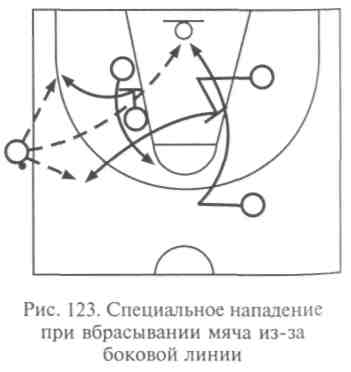 Рис. 123. Специальное нападение
при вбрасывании мяча из-за
боковой линии